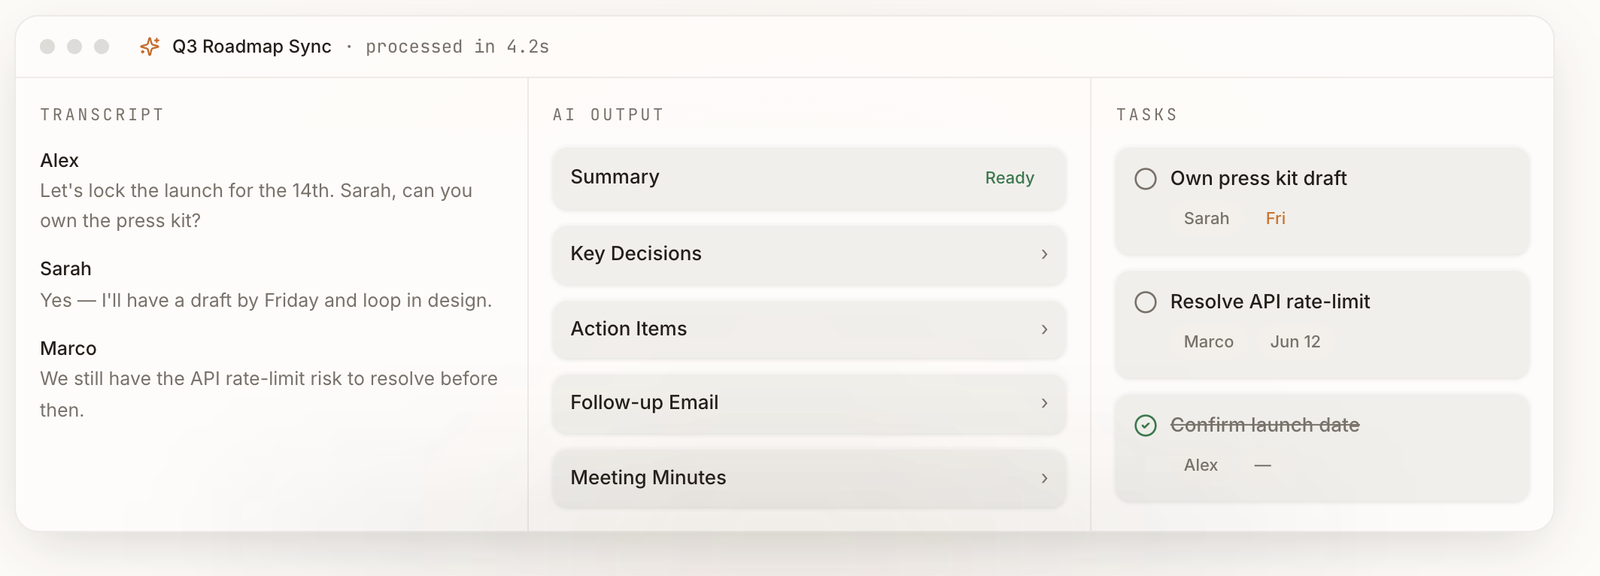 Q3 Roadmap Sync · processed in 4.2s
TRANSCRIPT
Alex
Let's lock the launch for the 14th. Sarah, can you
own the press kit?
Sarah
Yes — I'll have a draft by Friday and loop in design.
Marco
We still have the API rate-limit risk to resolve before
then.
AI OUTPUT
Summary Ready
Key Decisions ›
Action Items ›
Follow-up Email ›
Meeting Minutes ›
TASKS
Own press kit draft
Sarah Fri
Resolve API rate-limit
Marco Jun 12
Confirm launch date
Alex —